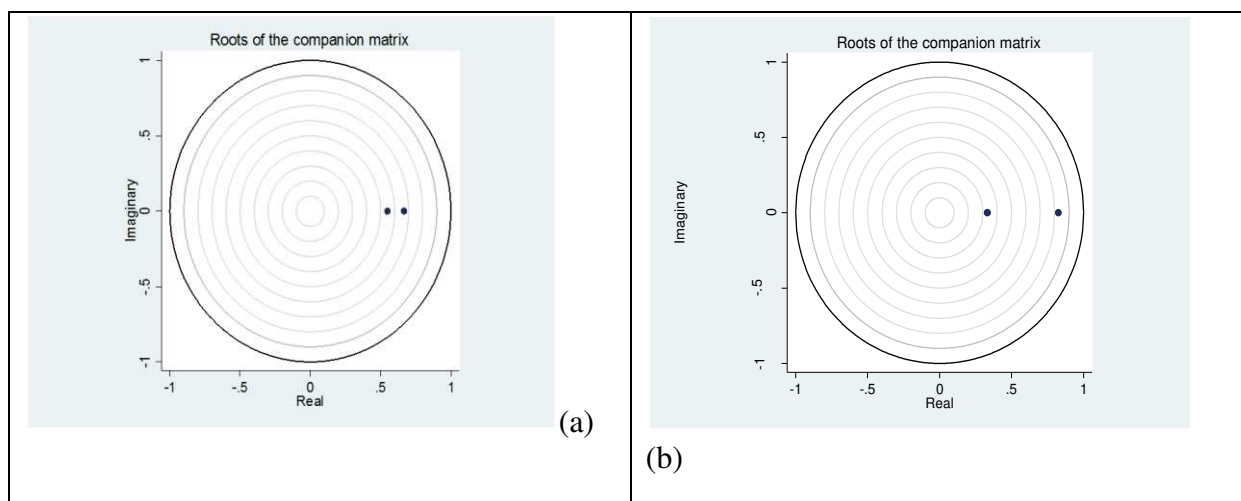 Roots of the companion matrix
1
.5
0
-.5
-1
Imaginary
-1 -.5 0 .5 1
Real
(a)
Roots of the companion matrix
1
.5
0
-.5
-1
Imaginary
-1 -.5 0 .5 1
Real
(b)